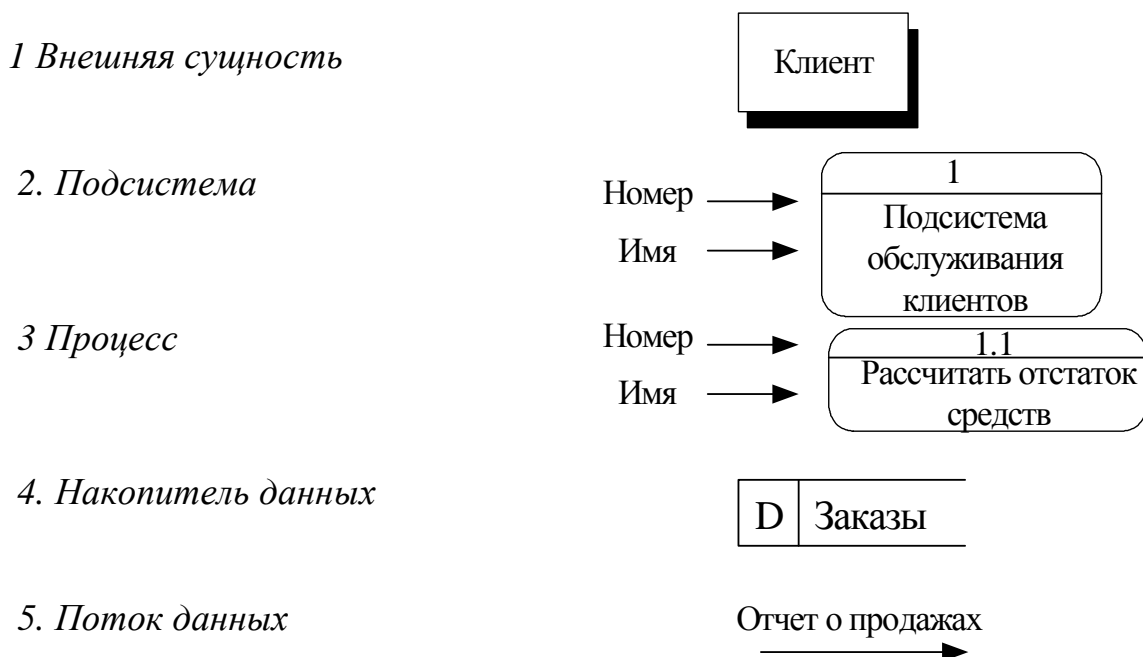 1 Внешняя сущность
Клиент
2. Подсистема
Номер
Имя
1
Подсистема
обслуживания
клиентов
3 Процесс
Номер
Имя
1.1
Рассчитать отстаток
средств
4. Накопитель данных
D Заказы
5. Поток данных
Отчет о продажах